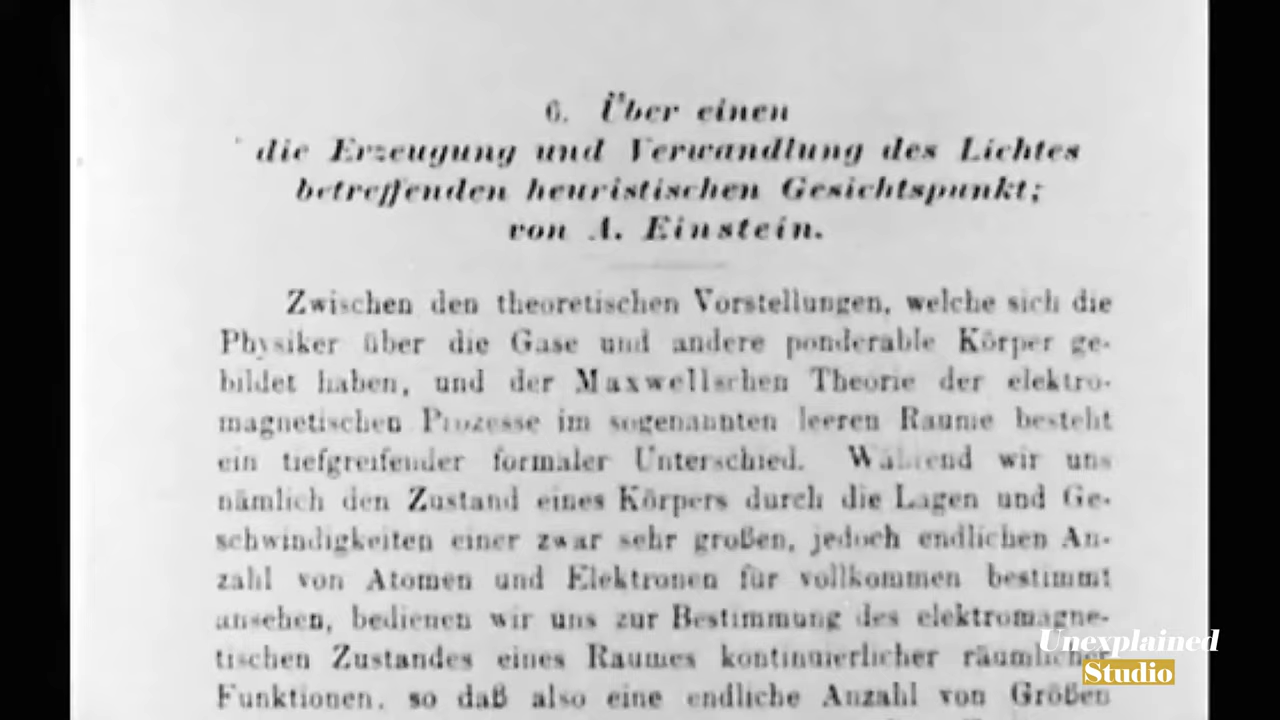 6. Über einen
die Erzeugung und Verwandlung des Lichtes
betreffenden heuristischen Gesichtspunkt;
von A. Einstein.
Zwischen den theoretischen Vorstellungen, welche sich die
Physiker über die Gase und andere ponderable Körper ge-
bildet haben, und der Maxwellschen Theorie der elektro-
magnetischen Prozesse im sogenannten leeren Raume besteht
ein tiefgreifender formaler Unterschied. Während wir uns
nämlich den Zustand eines Körpers durch die Lagen und Ge-
schwindigkeiten einer zwar sehr großen, jedoch endlichen An-
zahl von Atomen und Elektronen für vollkommen bestimmt
ansehen, bedienen wir uns zur Bestimmung des elektromagne-
tischen Zustandes eines Raumes kontinuierlicher räumlicher
Funktionen, so daß also eine endliche Anzahl von Größen
Unexplained
Studio